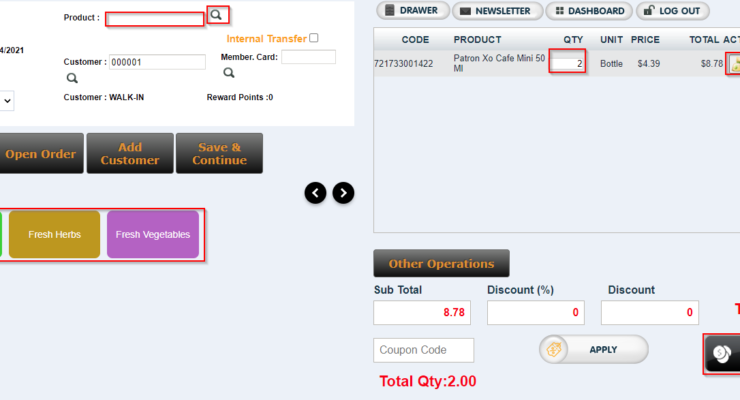 Product :
Internal Transfer
4/2021
Customer : 000001
Member. Card:
Customer : WALK-IN Reward Points :0
Open Order
Add
Customer
Save &
Continue
Fresh Herbs
Fresh Vegetables
DRAWER
NEWSLETTER
DASHBOARD
LOG OUT
CODE PRODUCT QTY UNIT PRICE TOTAL ACT
721733001422 Patron Xo Cafe Mini 50
Ml 2 Bottle $4.39 $8.78
Other Operations
Sub Total Discount (%) Discount
8.78 0 0
Coupon Code
APPLY
Total Qty:2.00